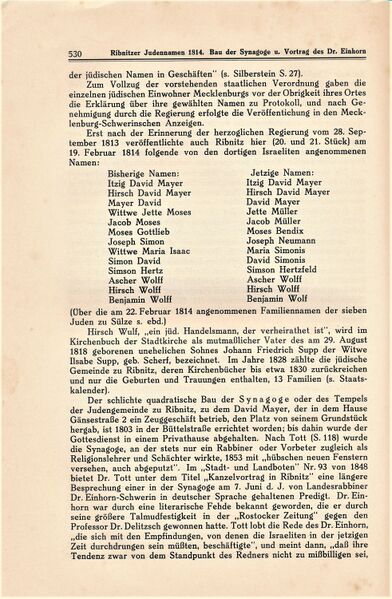 530 Ribnitzer Judennamen 1814. Bau der Synagoge u. Vortrag des Dr. Einhorn
der jüdischen Namen in Geschäften" (s. Silberstein S. 27).
Zum Vollzug der vorstehenden staatlichen Verordnung gaben die
einzelnen jüdischen Einwohner Mecklenburgs vor der Obrigkeit ihres Ortes
die Erklärung über ihre gewählten Namen zu Protokoll, und nach Ge-
nehmigung durch die Regierung erfolgte die Veröffentichung in den Meck-
lenburg-Schwerinschen Anzeigen.
Erst nach der Erinnerung der herzoglichen Regierung vom 28. Sep-
tember 1813 veröffentlichte auch Ribnitz hier (20. und 21. Stück) am
19. Februar 1814 folgende von den dortigen Israeliten angenommenen
Namen:
Bisherige Namen: Jetzige Namen:
Itzig David Mayer Itzig David Mayer
Hirsch David Mayer Hirsch David Mayer
Mayer David David Mayer
Wittwe Jette Moses Jette Müller
Jacob Moses Jacob Müller
Moses Gottlieb Moses Bendix
Joseph Simon Joseph Neumann
Wittwe Maria Isaac Maria Simonis
Simon David David Simonis
Simson Hertz Simson Hertzfeld
Ascher Wolff Ascher Wolff
Hirsch Wolff Hirsch Wolff
Benjamin Wolff Benjamin Wolf
(Über die am 22. Februar 1814 angenommenen Familiennamen der sieben
Juden zu Sülze s. ebd.)
Hirsch Wulf, „ein jüd. Handelsmann, der verheirathet ist", wird im
Kirchenbuch der Stadtkirche als mutmaßlicher Vater des am 29. August
1818 geborenen unehelichen Sohnes Johann Friedrich Supp der Witwe
Ilsabe Supp, geb. Scherf, bezeichnet. Im Jahre 1828 zählte die jüdische
Gemeinde zu Ribnitz, deren Kirchenbücher bis etwa 1830 zurückreichen
und nur die Geburten und Trauungen enthalten, 13 Familien (s. Staats-
kalender).
Der schlichte quadratische Bau der Synagoge oder des Tempels
der Judengemeinde zu Ribnitz, zu dem David Mayer, der in dem Hause
Gänsestraße 2 ein Zeuggeschäft betrieb, den Platz von seinem Grundstück
hergab, ist 1803 in der Büttelstraße errichtet worden; bis dahin wurde der
Gottesdienst in einem Privathause abgehalten. Nach Tott (S. 118) wurde
die Synagoge, an der stets nur ein Rabbiner oder Vorbeter zugleich als
Religionslehrer und Schächter wirkte, 1853 mit „hübschen neuen Fenstern
versehen, auch abgeputzt". Im „Stadt- und Landboten" Nr. 93 von 1848
bietet Dr. Tott unter dem Titel „Kanzelvortrag in Ribnitz" eine längere
Besprechung einer in der Synagoge am 7. Juni d. J. von Landesrabbiner
Dr. Einhorn-Schwerin in deutscher Sprache gehaltenen Predigt. Dr. Ein-
horn war durch eine literarische Fehde bekannt geworden, die er durch
seine größere Talmudfestigkeit in der „Rostocker Zeitung" gegen den
Professor Dr. Delitzsch gewonnen hatte. Tott lobt die Rede des Dr. Einhorn,
„die sich mit den Empfindungen, von denen die Israeliten in der jetzigen
Zeit durchdrungen sein müßten, beschäftigte", und meint dann, „daß ihre
Tendenz zwar von dem Standpunkt des Redners nicht zu mißbilligen sei,